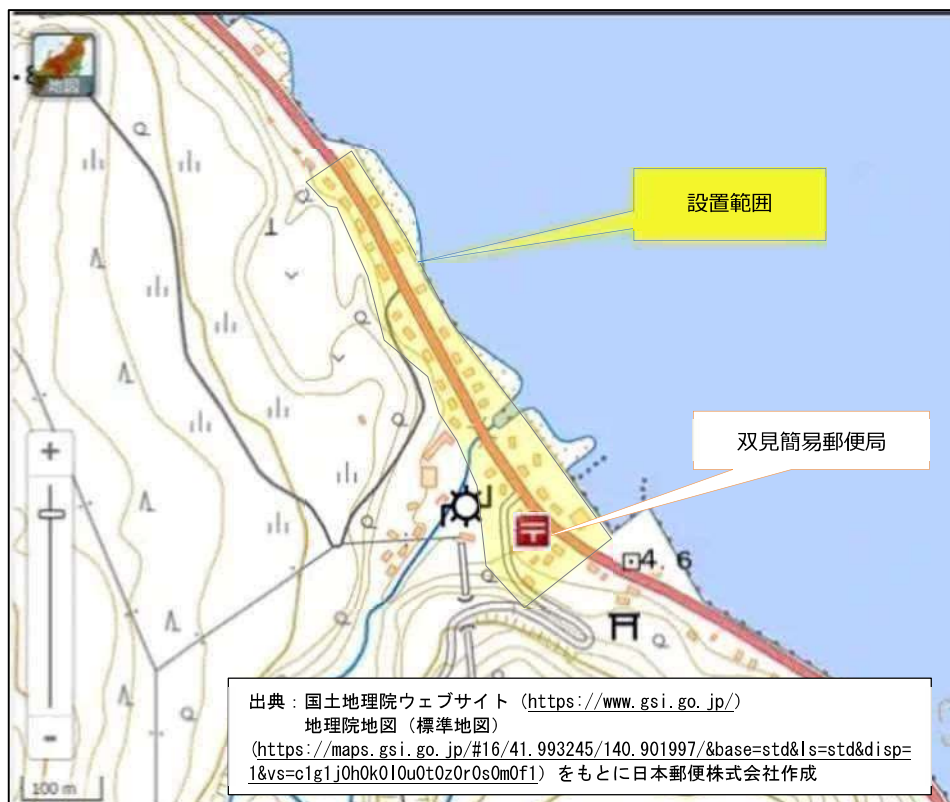 地図
設置範囲
双見簡易郵便局
4.6
出典：国土地理院ウェブサイト（https://www.gsi.go.jp/）
地理院地図（標準地図）
(https://maps.gsi.go.jp/#16/41.993245/140.901997/&base=std&ls=std&disp=
1&vs=c1g1j0h0k0l0u0t0z0r0s0m0f1) をもとに日本郵便株式会社作成
100 m